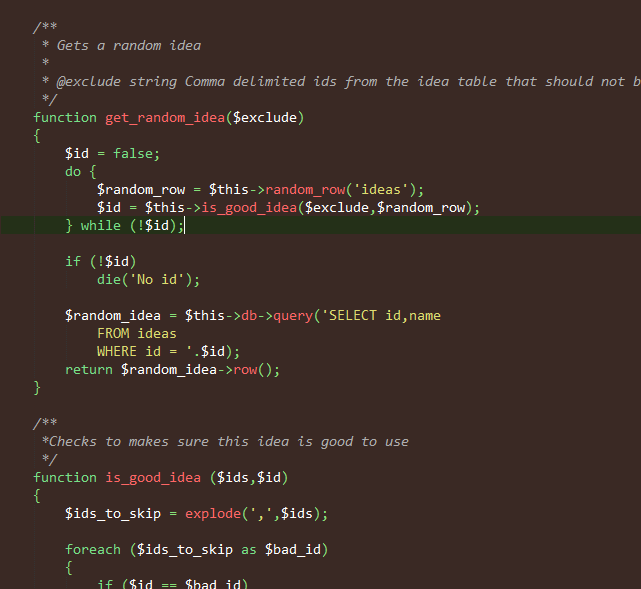 /**
 * Gets a random idea
 *
 * @exclude string Comma delimited ids from the idea table that should not b
 */
function get_random_idea($exclude)
{
    $id = false;
    do {
        $random_row = $this->random_row('ideas');
        $id = $this->is_good_idea($exclude,$random_row);
    } while (!$id);

    if (!$id)
        die('No id');

    $random_idea = $this->db->query('SELECT id,name
        FROM ideas
        WHERE id = '.$id);
    return $random_idea->row();
}

/**
 *Checks to makes sure this idea is good to use
 */
function is_good_idea ($ids,$id)
{
    $ids_to_skip = explode(',',$ids);

    foreach ($ids_to_skip as $bad_id)
    {
        if ($id == $bad_id)